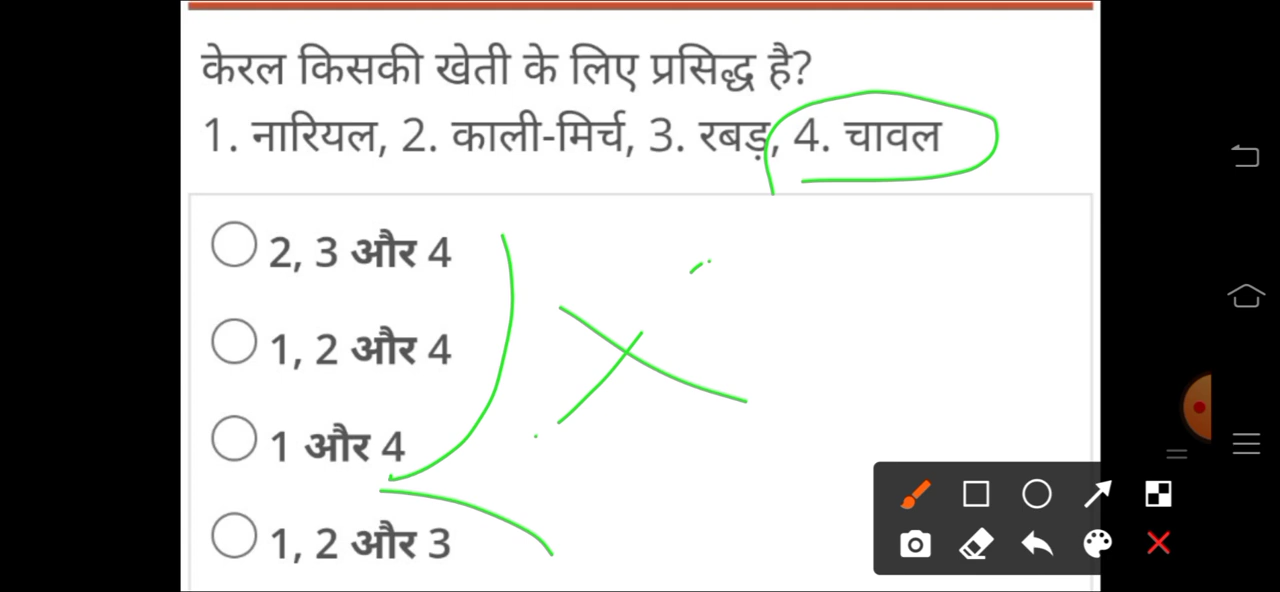 केरल किसकी खेती के लिए प्रसिद्ध है?
1. नारियल, 2. काली-मिर्च, 3. रबड़, 4. चावल
2, 3 और 4
1, 2 और 4
1 और 4
1, 2 और 3